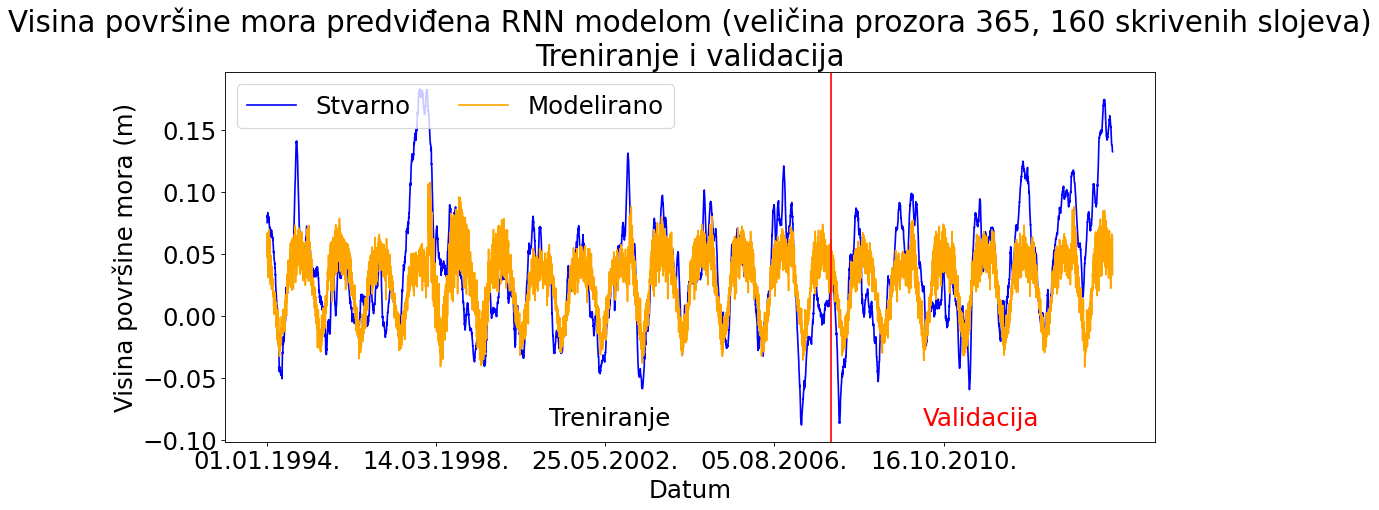 Visina površine mora predviđena RNN modelom (veličina prozora 365, 160 skrivenih slojeva)
Treniranje i validacija
Stvarno
Modelirano
Visina površine mora (m)
0.15
0.10
0.05
0.00
−0.05
−0.10
Treniranje
Validacija
01.01.1994.
14.03.1998.
25.05.2002.
05.08.2006.
16.10.2010.
Datum